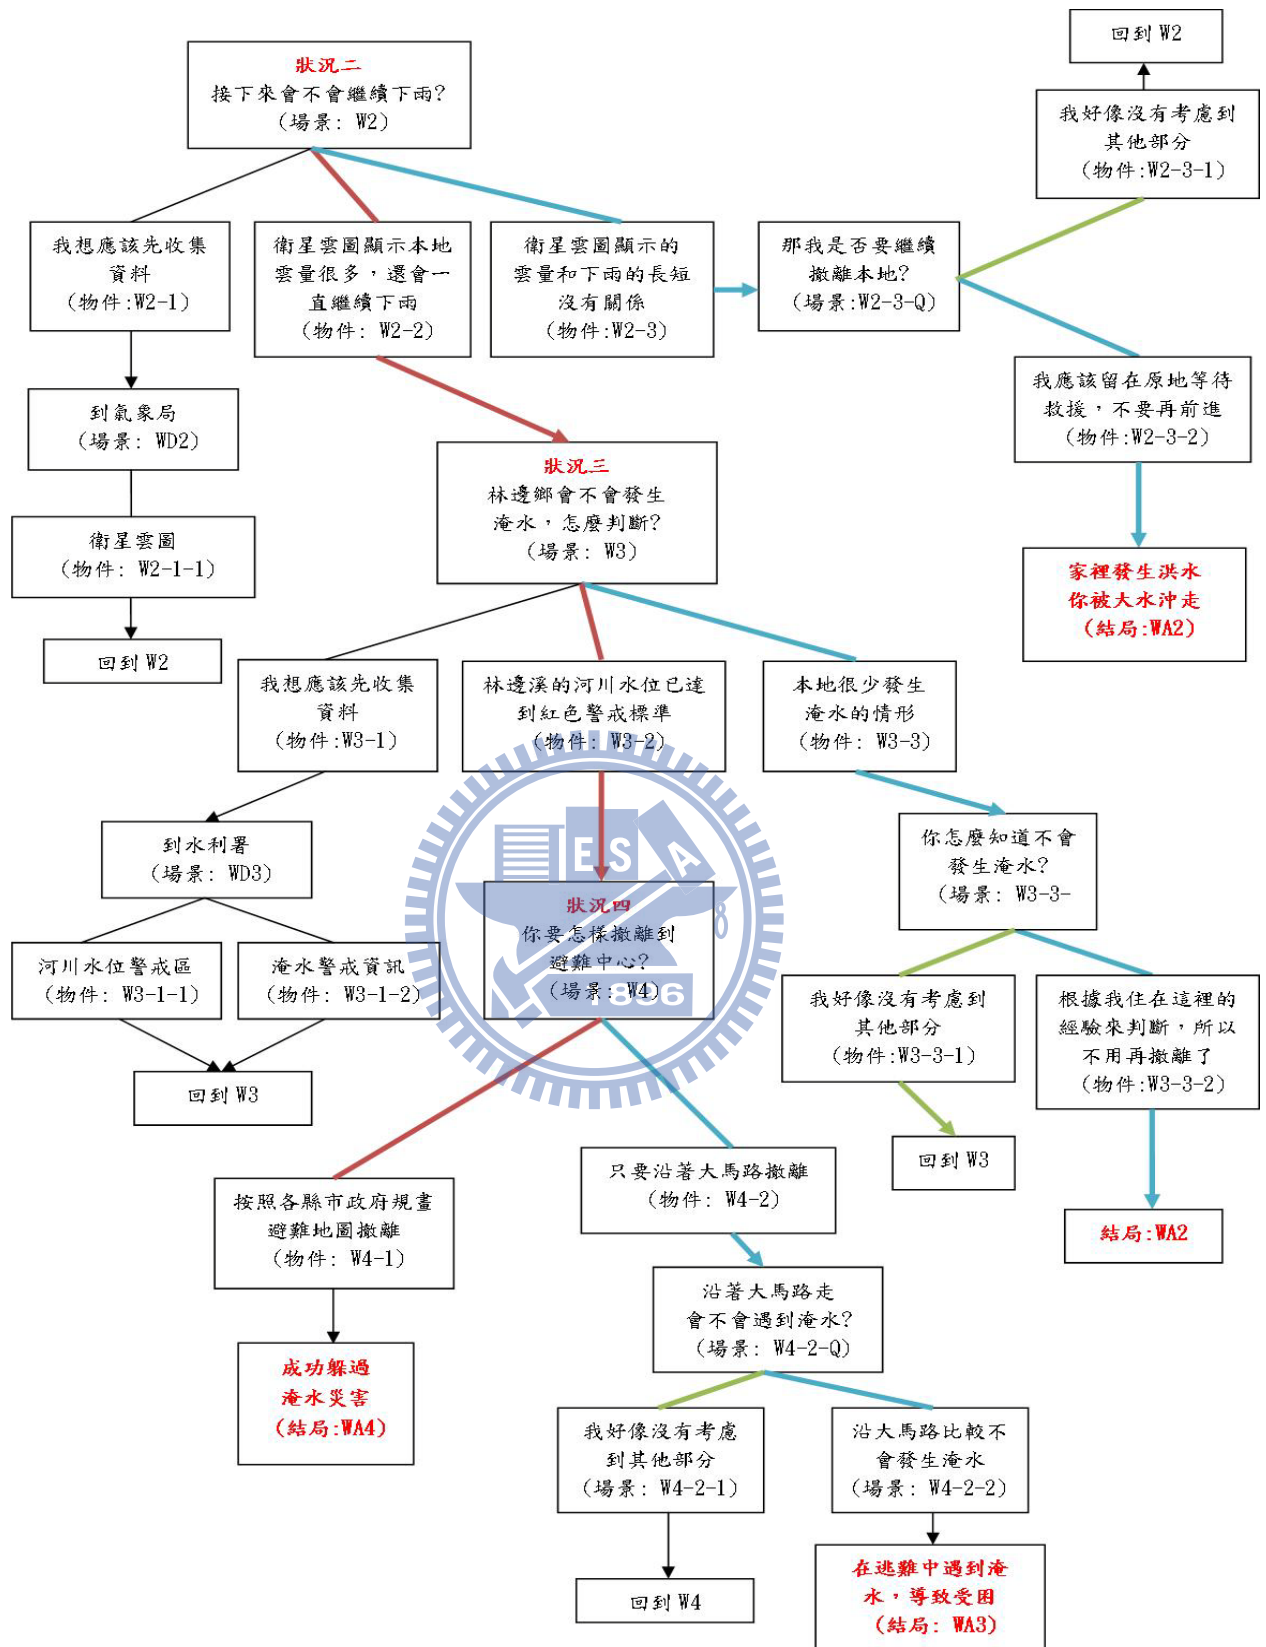 回到 W2
狀況二
接下來會不會繼續下雨?
(場景: W2)
我好像沒有考慮到
其他部分
(物件:W2-3-1)
我想應該先收集
資料
(物件:W2-1)
衛星雲圖顯示本地
雲量很多，還會一
直繼續下雨
(物件: W2-2)
衛星雲圖顯示的
雲量和下雨的長短
沒有關係
(物件:W2-3)
那我是否要繼續
撤離本地?
(場景:W2-3-Q)
我應該留在原地等待
救援，不要再前進
(物件:W2-3-2)
到氣象局
(場景: WD2)
狀況三
林邊鄉會不會發生
淹水，怎麼判斷?
(場景: W3)
衛星雲圖
(物件: W2-1-1)
家裡發生洪水
你被大水沖走
(結局:WA2)
回到 W2
我想應該先收集
資料
(物件:W3-1)
林邊溪的河川水位已達
到紅色警戒標準
(物件: W3-2)
本地很少發生
淹水的情形
(物件: W3-3)
到水利署
(場景: WD3)
你怎麼知道不會
發生淹水?
(場景: W3-3-
ES
A
8
1896
狀況四
你要怎樣撤離到
避難中心?
(場景: W4)
河川水位警戒區
(物件: W3-1-1)
淹水警戒資訊
(物件: W3-1-2)
我好像沒有考慮到
其他部分
(物件:W3-3-1)
根據我住在這裡的
經驗來判斷，所以
不用再撤離了
(物件:W3-3-2)
回到 W3
回到 W3
只要沿著大馬路撤離
(物件: W4-2)
按照各縣市政府規畫
避難地圖撤離
(物件: W4-1)
結局:WA2
沿著大馬路走
會不會遇到淹水?
(場景: W4-2-Q)
成功躲過
淹水災害
(結局:WA4)
我好像沒有考慮
到其他部分
(場景: W4-2-1)
沿大馬路比較不
會發生淹水
(場景: W4-2-2)
在逃難中遇到淹
水，導致受困
(結局: WA3)
回到 W4